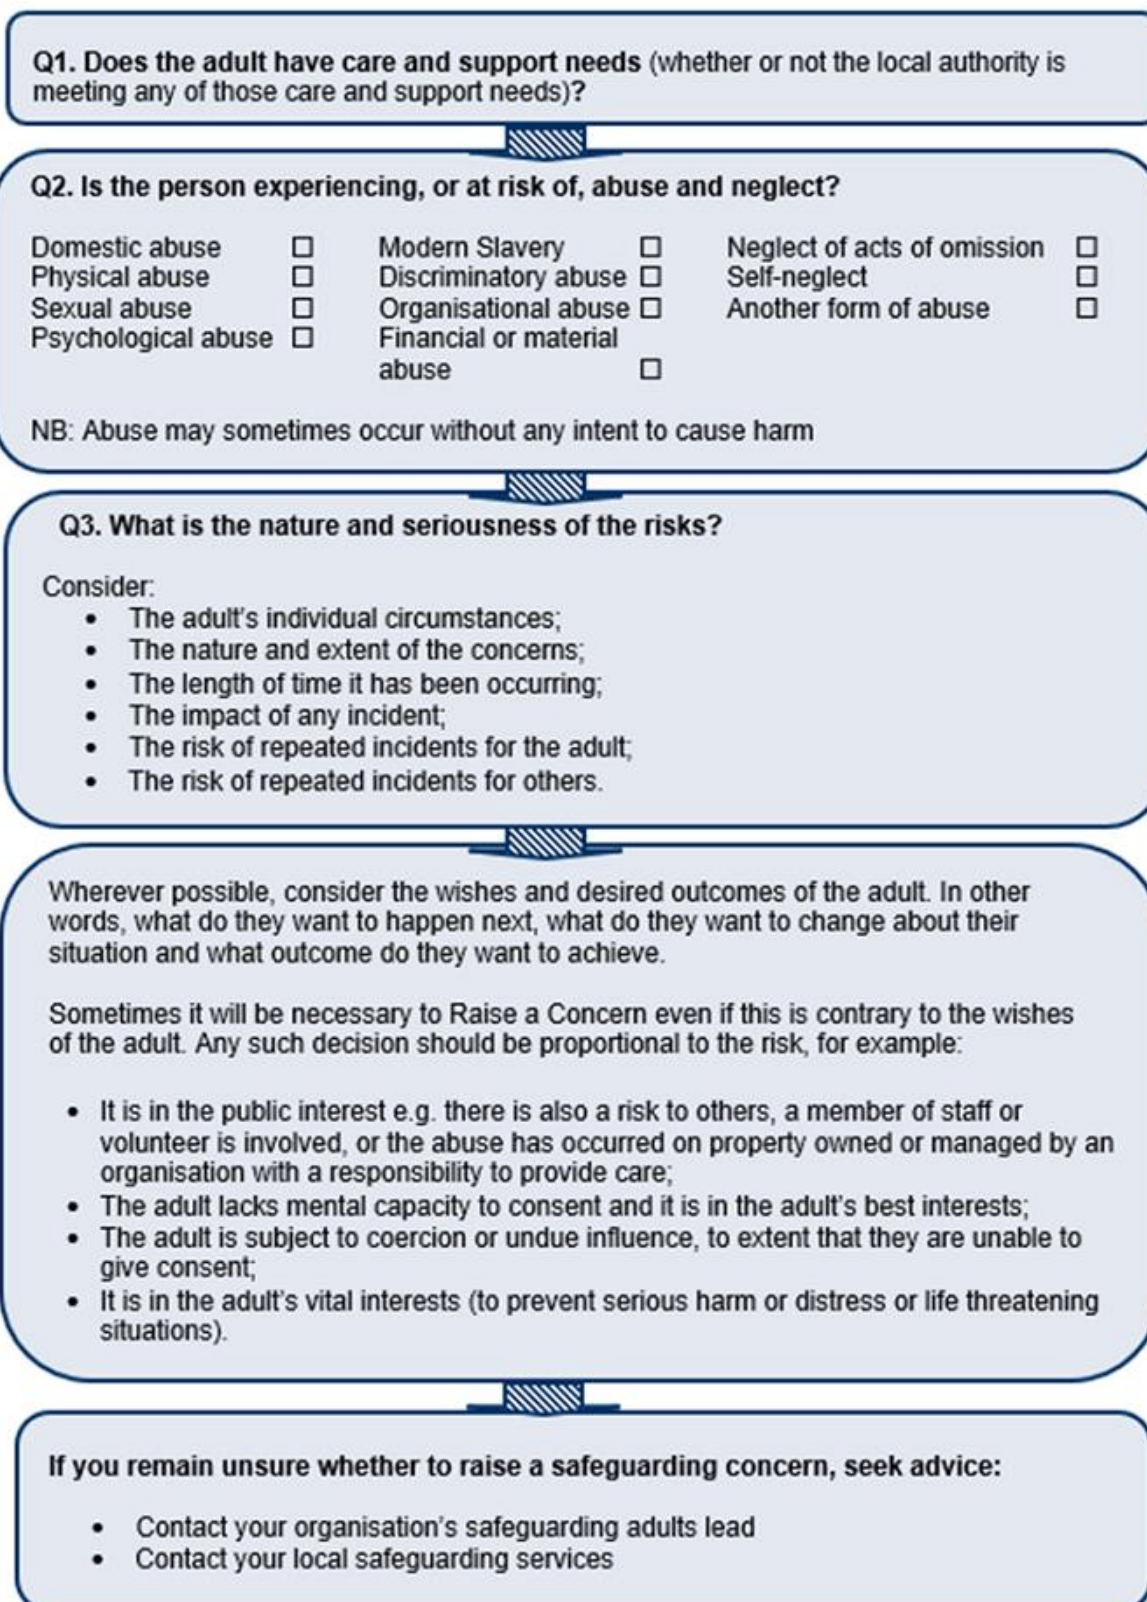 Q1. Does the adult have care and support needs (whether or not the local authority is
meeting any of those care and support needs)?
Q2. Is the person experiencing, or at risk of, abuse and neglect?
Domestic abuse ☐ Modern Slavery ☐ Neglect of acts of omission ☐
Physical abuse ☐ Discriminatory abuse ☐ Self-neglect ☐
Sexual abuse ☐ Organisational abuse ☐ Another form of abuse ☐
Psychological abuse ☐ Financial or material
abuse ☐
NB: Abuse may sometimes occur without any intent to cause harm
Q3. What is the nature and seriousness of the risks?
Consider:
• The adult's individual circumstances;
• The nature and extent of the concerns;
• The length of time it has been occurring;
• The impact of any incident;
• The risk of repeated incidents for the adult;
• The risk of repeated incidents for others.
Wherever possible, consider the wishes and desired outcomes of the adult. In other
words, what do they want to happen next, what do they want to change about their
situation and what outcome do they want to achieve.
Sometimes it will be necessary to Raise a Concern even if this is contrary to the wishes
of the adult. Any such decision should be proportional to the risk, for example:
• It is in the public interest e.g. there is also a risk to others, a member of staff or
volunteer is involved, or the abuse has occurred on property owned or managed by an
organisation with a responsibility to provide care;
• The adult lacks mental capacity to consent and it is in the adult's best interests;
• The adult is subject to coercion or undue influence, to extent that they are unable to
give consent;
• It is in the adult's vital interests (to prevent serious harm or distress or life threatening
situations).
If you remain unsure whether to raise a safeguarding concern, seek advice:
• Contact your organisation's safeguarding adults lead
• Contact your local safeguarding services